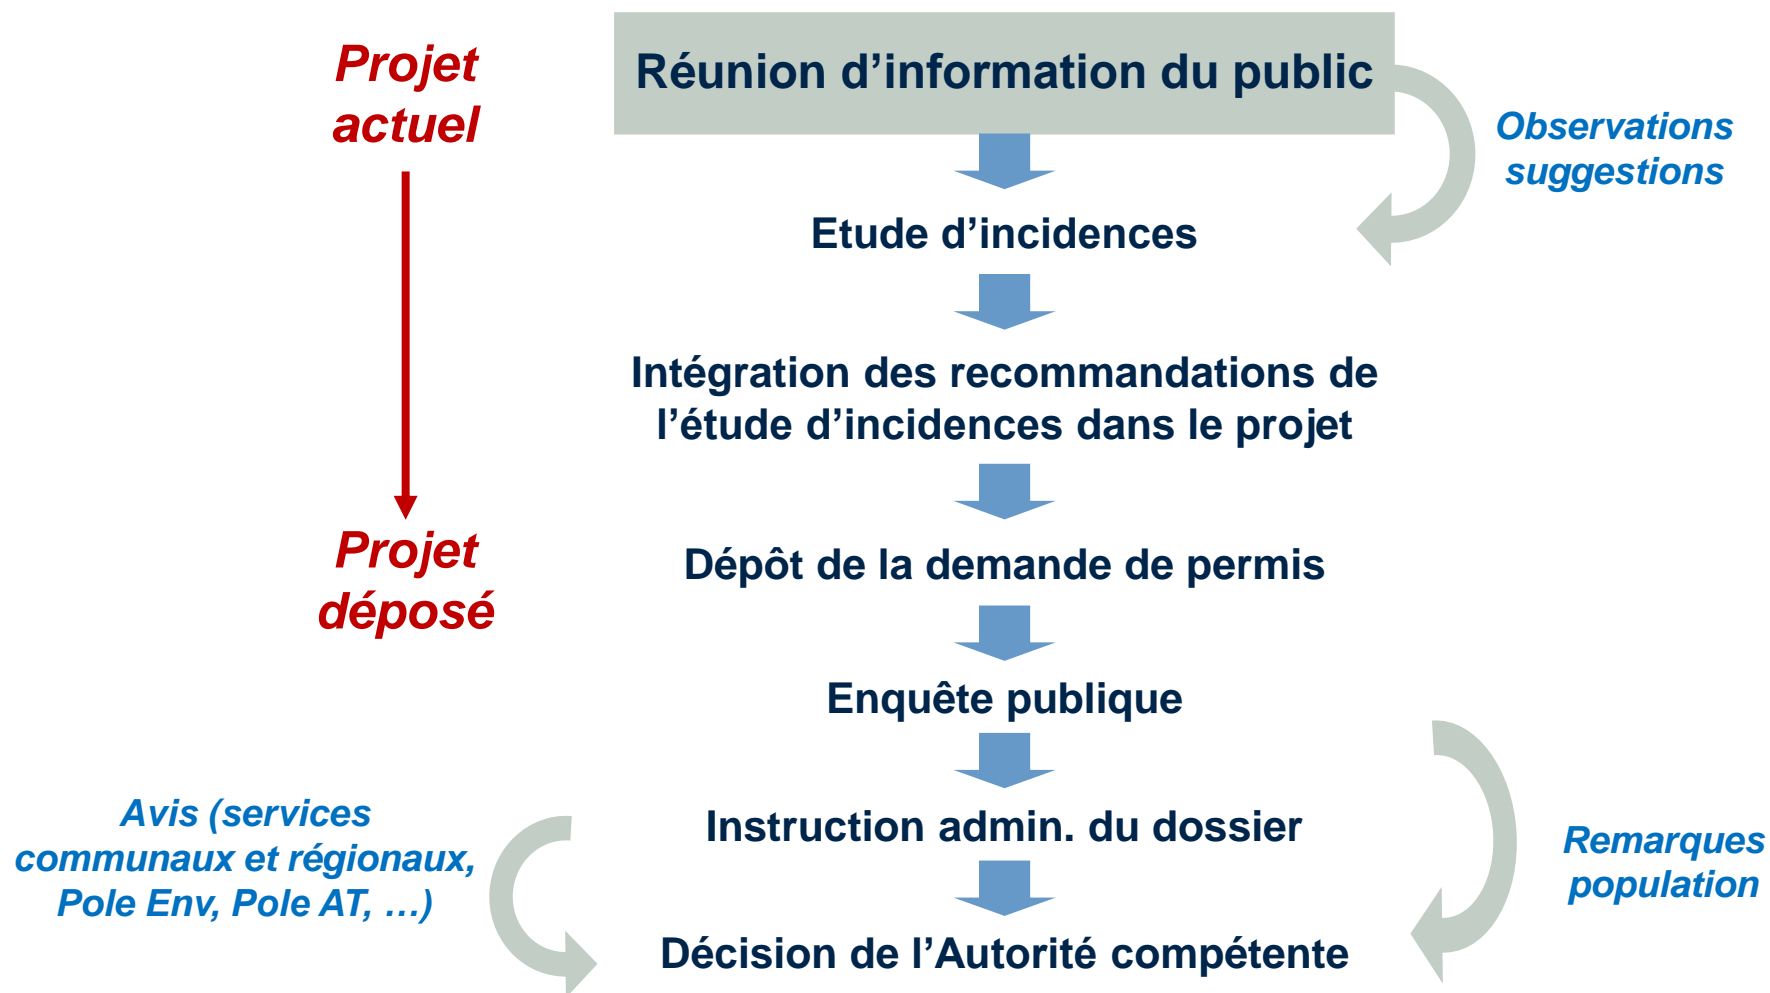 Projet
actuel
Réunion d’information du public
Observations
suggestions
Etude d’incidences
Intégration des recommandations de
l’étude d’incidences dans le projet
Projet
déposé
Dépôt de la demande de permis
Enquête publique
Avis (services
communaux et régionaux,
Pole Env, Pole AT, …)
Instruction admin. du dossier
Remarques
population
Décision de l’Autorité compétente